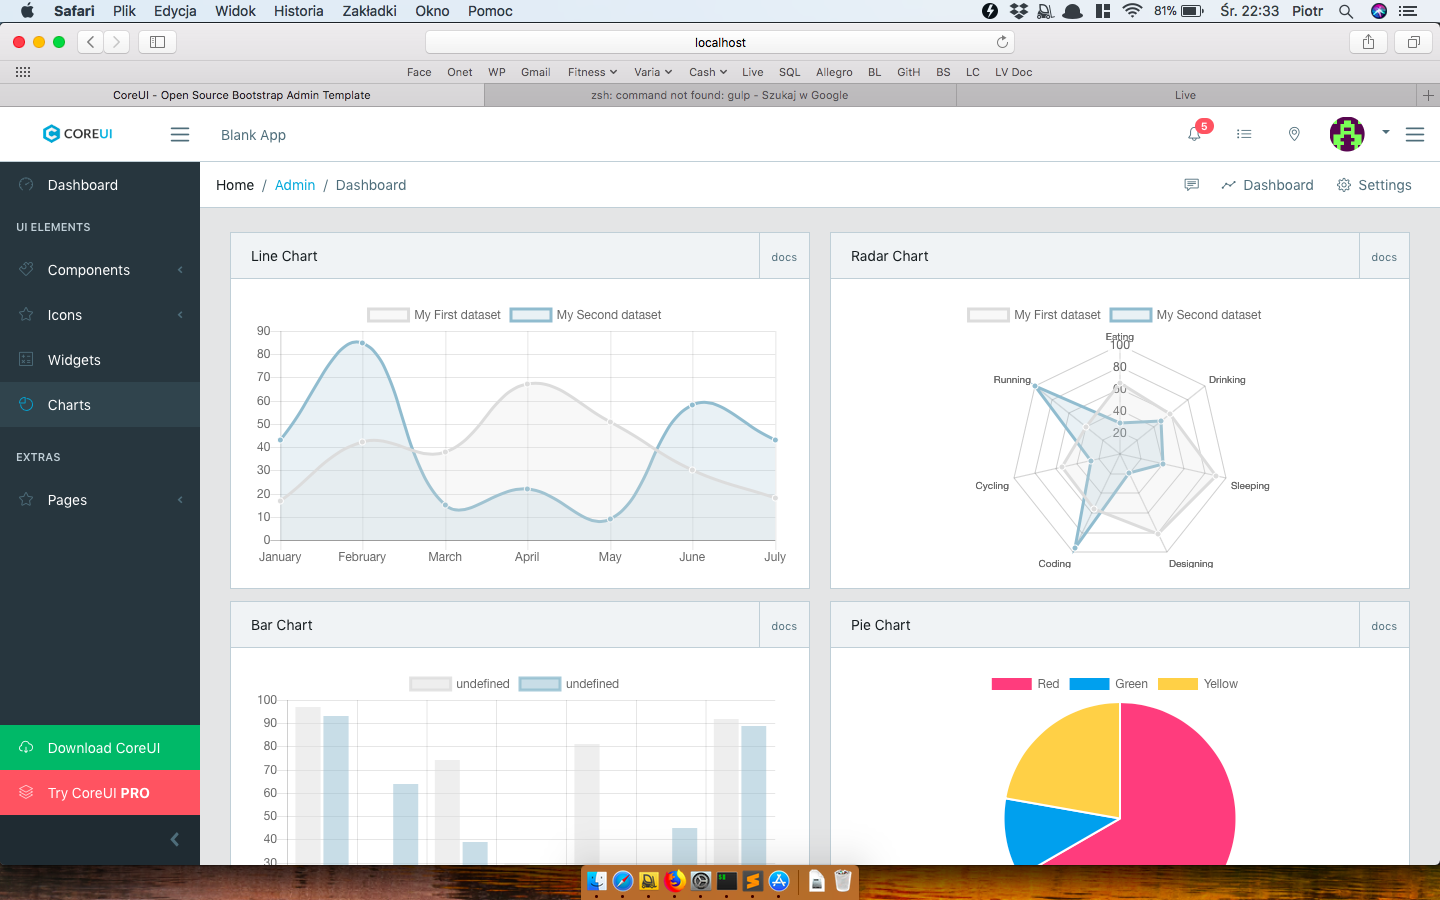 Safari Plik Edycja Widok Historia Zakładki Okno Pomoc 81% Śr. 22:33 Piotr
localhost
Face Onet WP Gmail Fitness Varia Cash Live SQL Allegro BL GitH BS LC LV Doc
CoreUI - Open Source Bootstrap Admin Template zsh: command not found: gulp - Szukaj w Google Live
COREUI Blank App 5
Dashboard
UI ELEMENTS
Components
Icons
Widgets
Charts
EXTRAS
Pages
Download CoreUI
Try CoreUI PRO
Home / Admin / Dashboard Dashboard Settings
Line Chart docs
My First dataset My Second dataset
90
80
70
60
50
40
30
20
10
0
January February March April May June July
Radar Chart docs
My First dataset My Second dataset
Eating
100
80
60
40
20
Running Drinking
Cycling Sleeping
Coding Designing
Bar Chart docs
undefined undefined
100
90
80
70
60
50
40
30
Pie Chart docs
Red Green Yellow